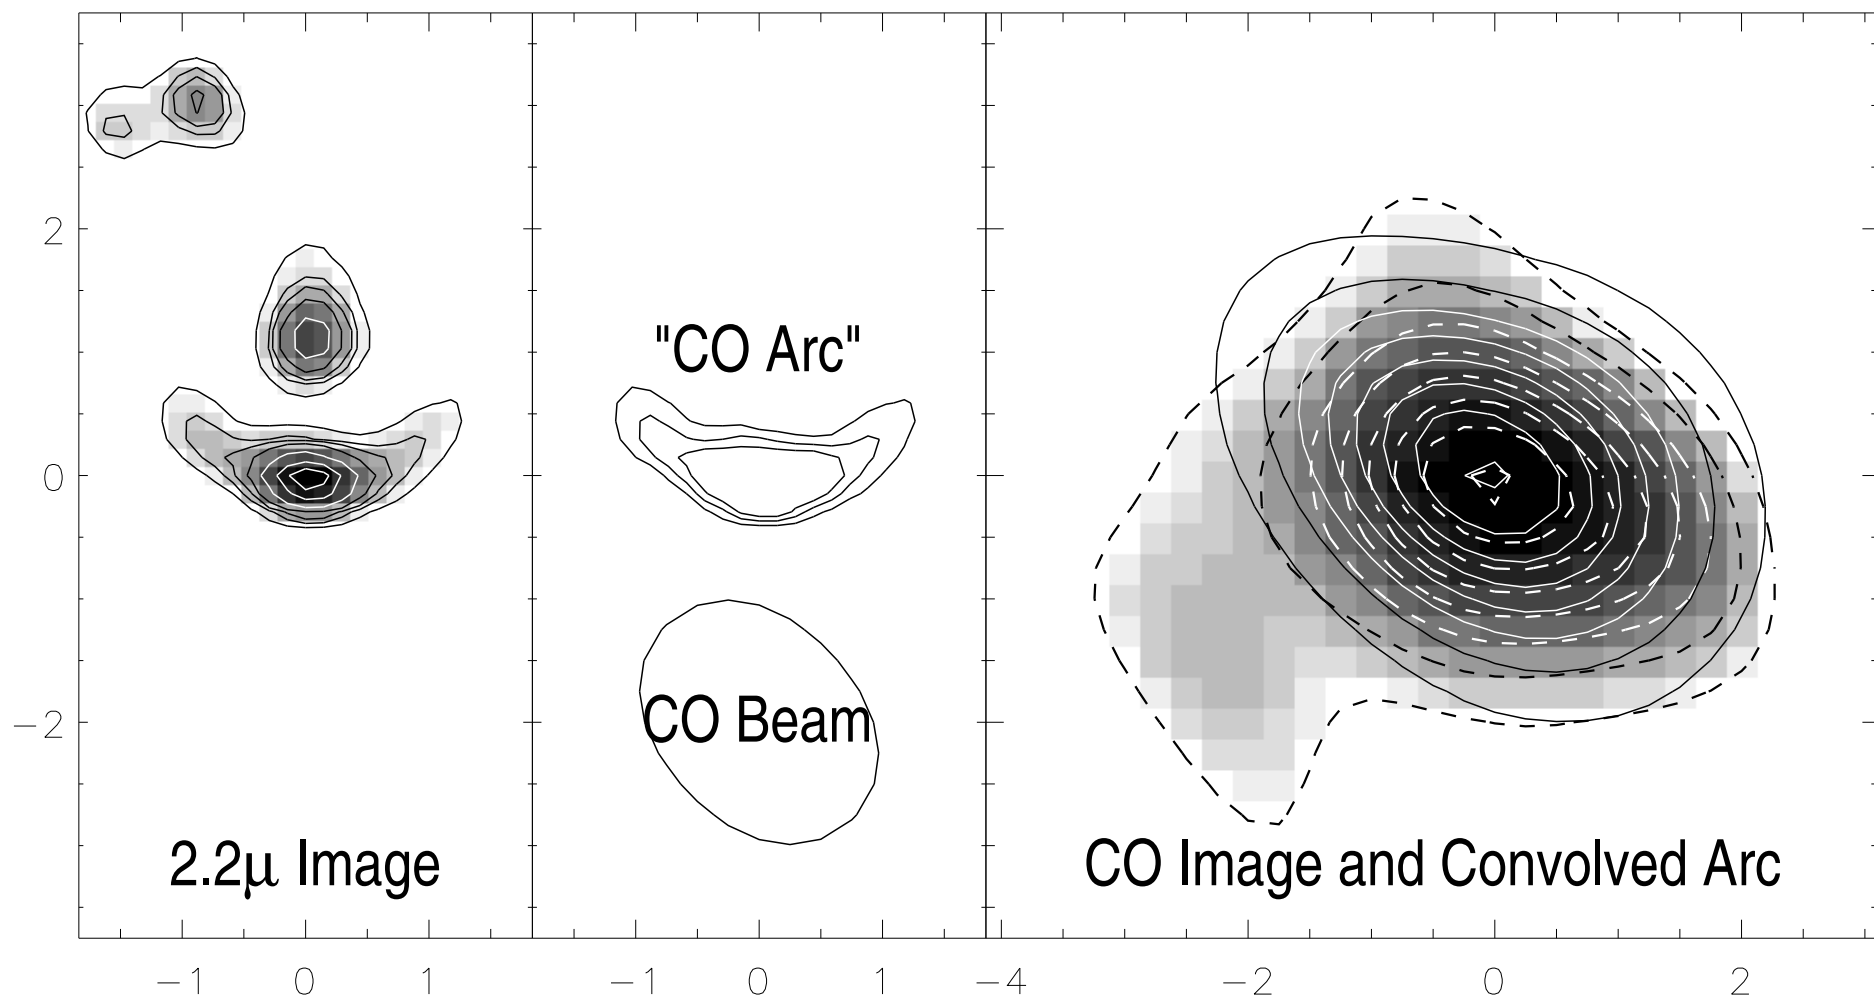 "CO Arc"
CO Beam
2.2μ Image
CO Image and Convolved Arc
2
0
−2
−1 0 1
−1 0 1
−4 −2 0 2